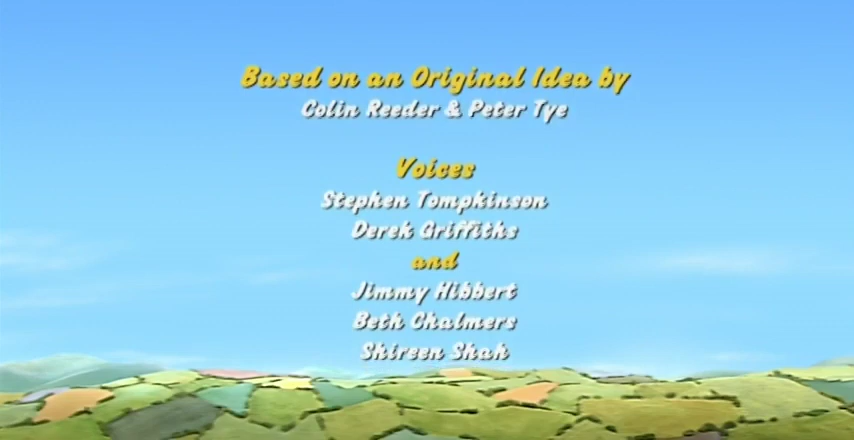 Based on an Original Idea by
Colin Reeder & Peter Tye
Voices
Stephen Tompkinson
Derek Griffiths
and
Jimmy Hibbert
Beth Chalmers
Shireen Shah